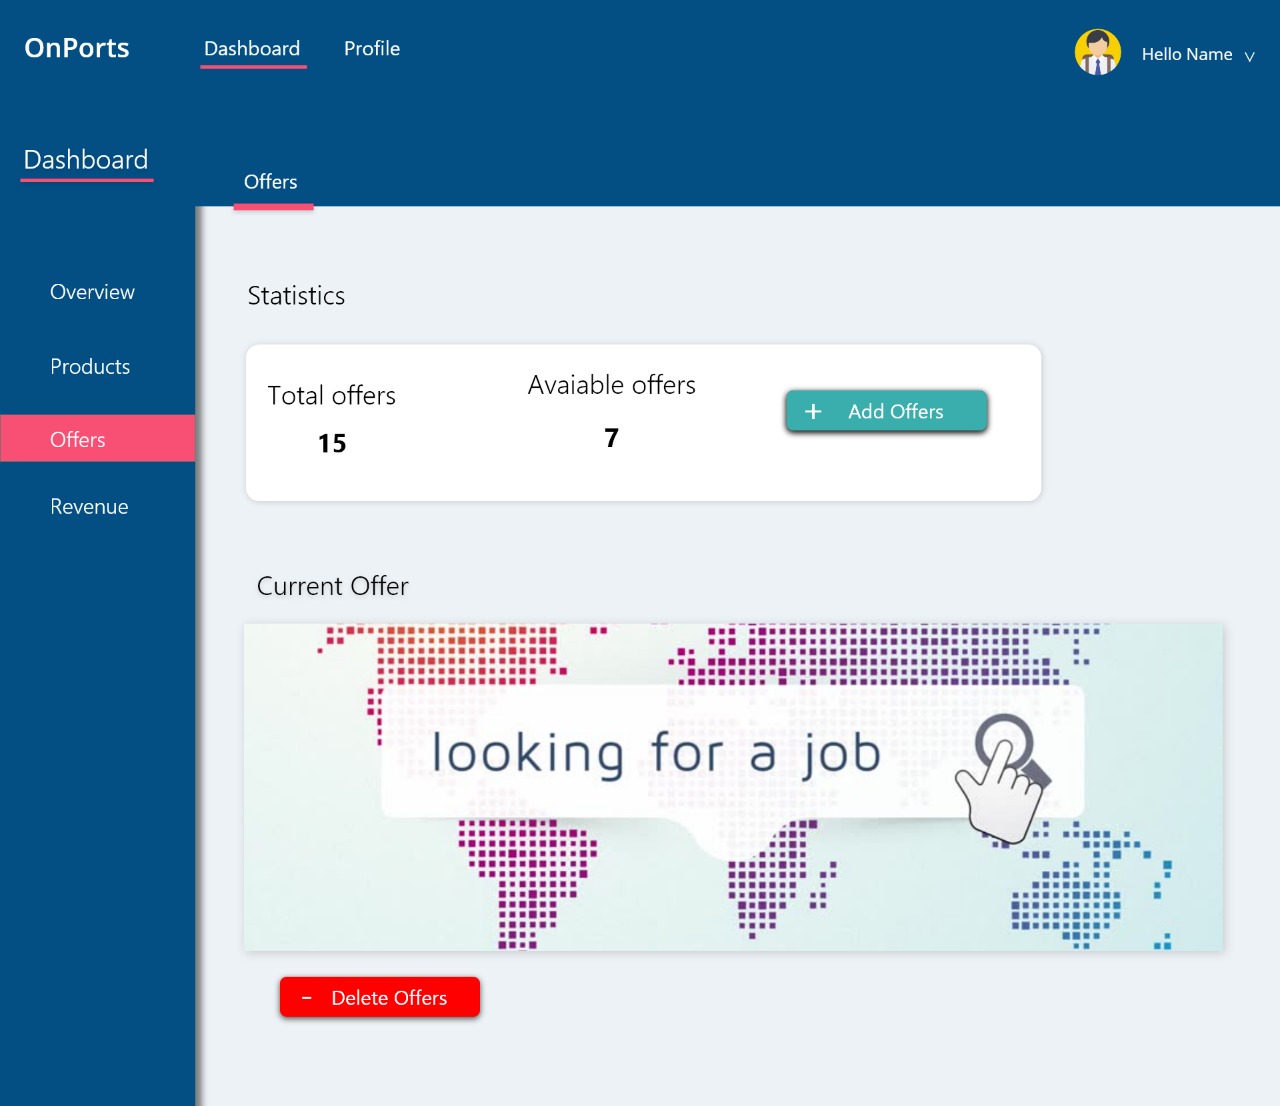 OnPorts
Dashboard
Profile
Hello Name
Dashboard
Offers
Overview
Products
Offers
Revenue
Statistics
Total offers
15
Avaiable offers
7
+ Add Offers
Current Offer
looking for a job
- Delete Offers